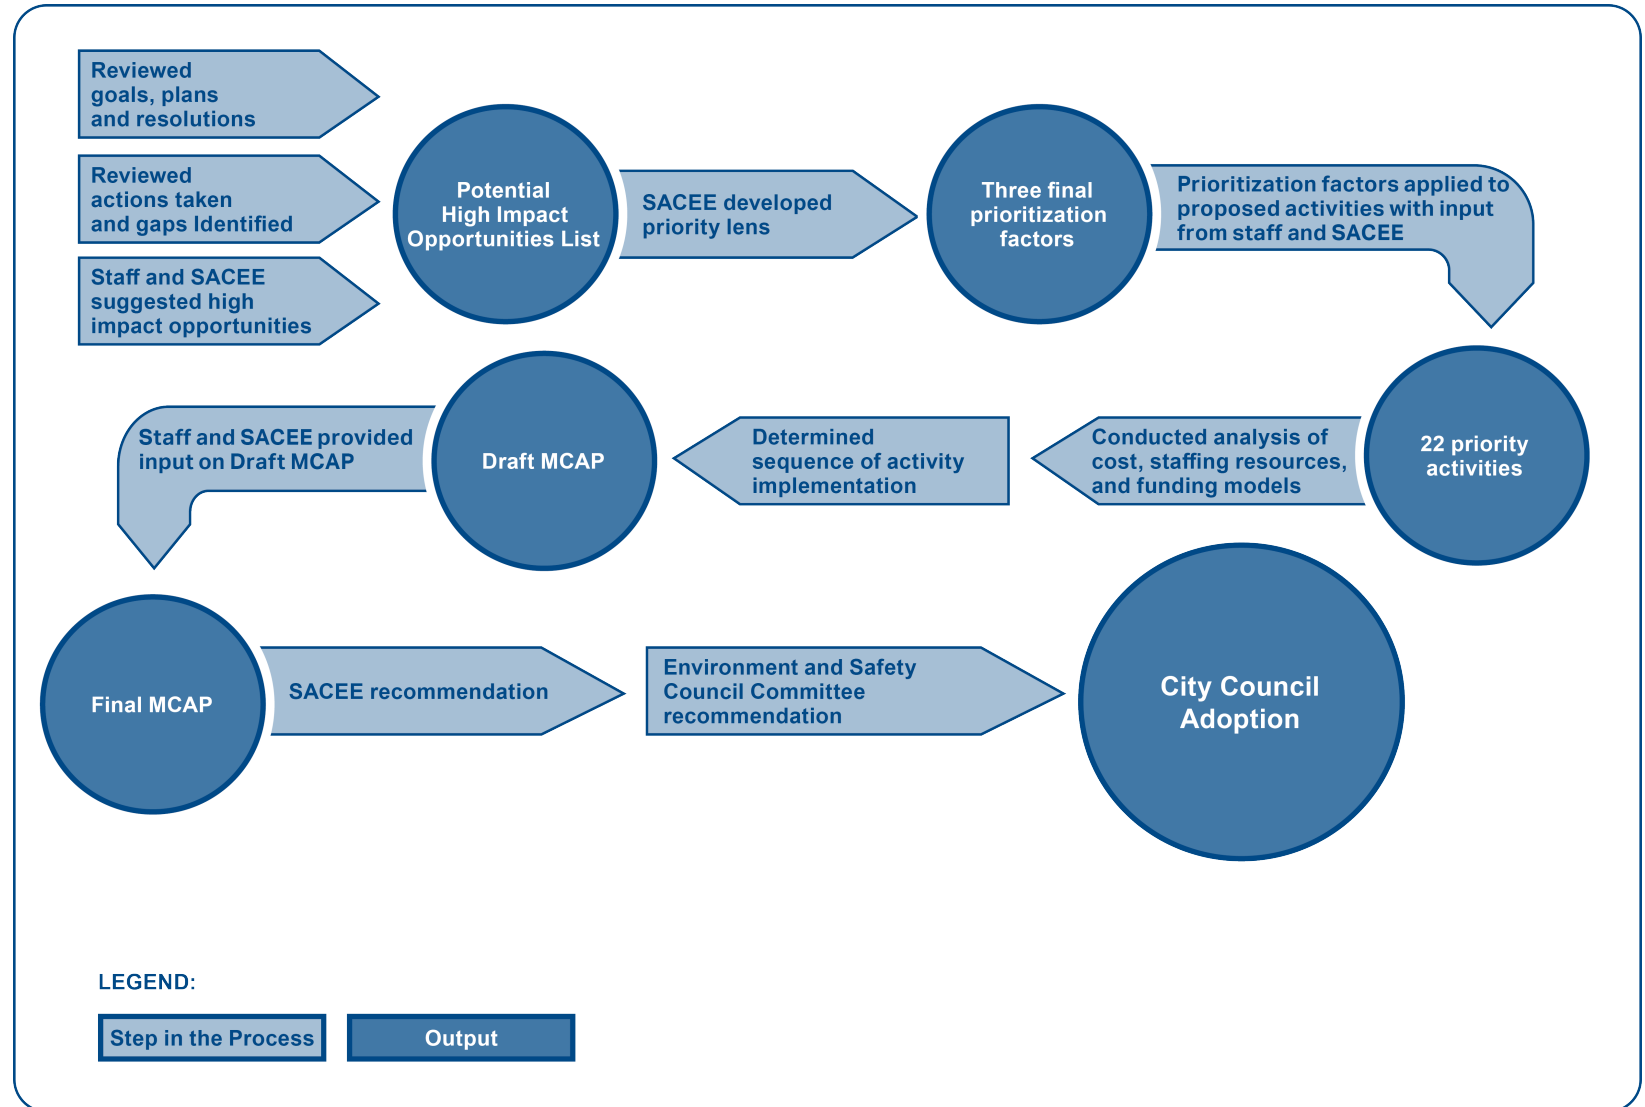 Reviewed
goals, plans
and resolutions
Reviewed
actions taken
and gaps Identified
Staff and SACEE
suggested high
impact opportunities
Potential
High Impact
Opportunities List
SACEE developed
priority lens
Three final
prioritization
factors
Prioritization factors applied to
proposed activities with input
from staff and SACEE
22 priority
activities
Conducted analysis of
cost, staffing resources,
and funding models
Determined
sequence of activity
implementation
Draft MCAP
Staff and SACEE provided
input on Draft MCAP
Final MCAP
SACEE recommendation
Environment and Safety
Council Committee
recommendation
City Council
Adoption
LEGEND:
Step in the Process
Output